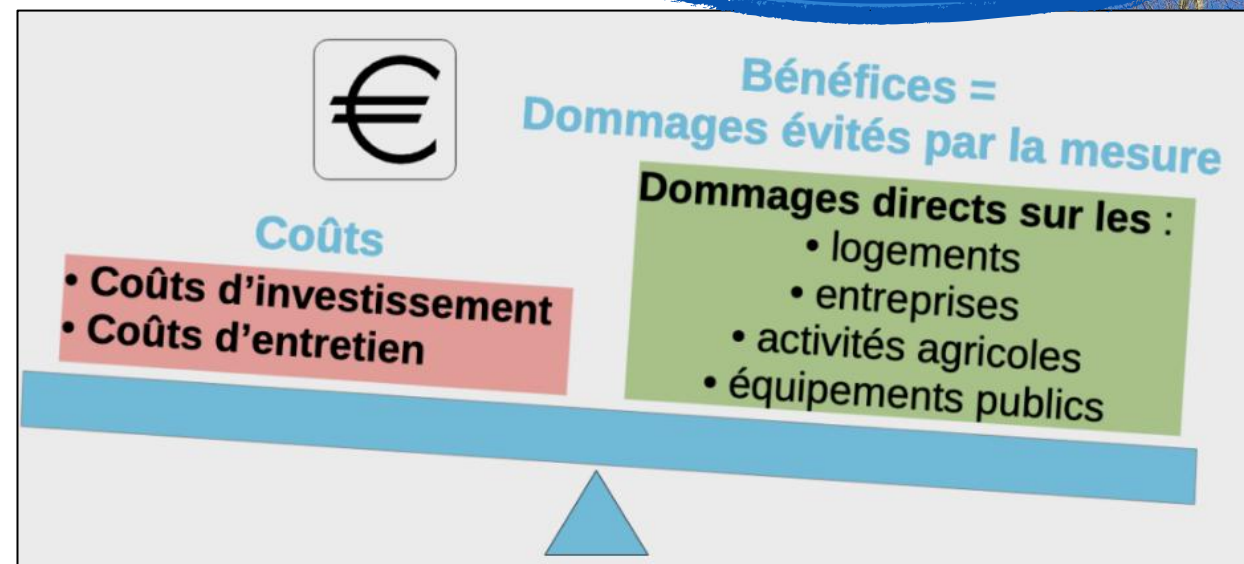 €
Coûts
• Coûts d'investissement
• Coûts d'entretien
Bénéfices =
Dommages évités par la mesure
Dommages directs sur les :
• logements
• entreprises
• activités agricoles
• équipements publics